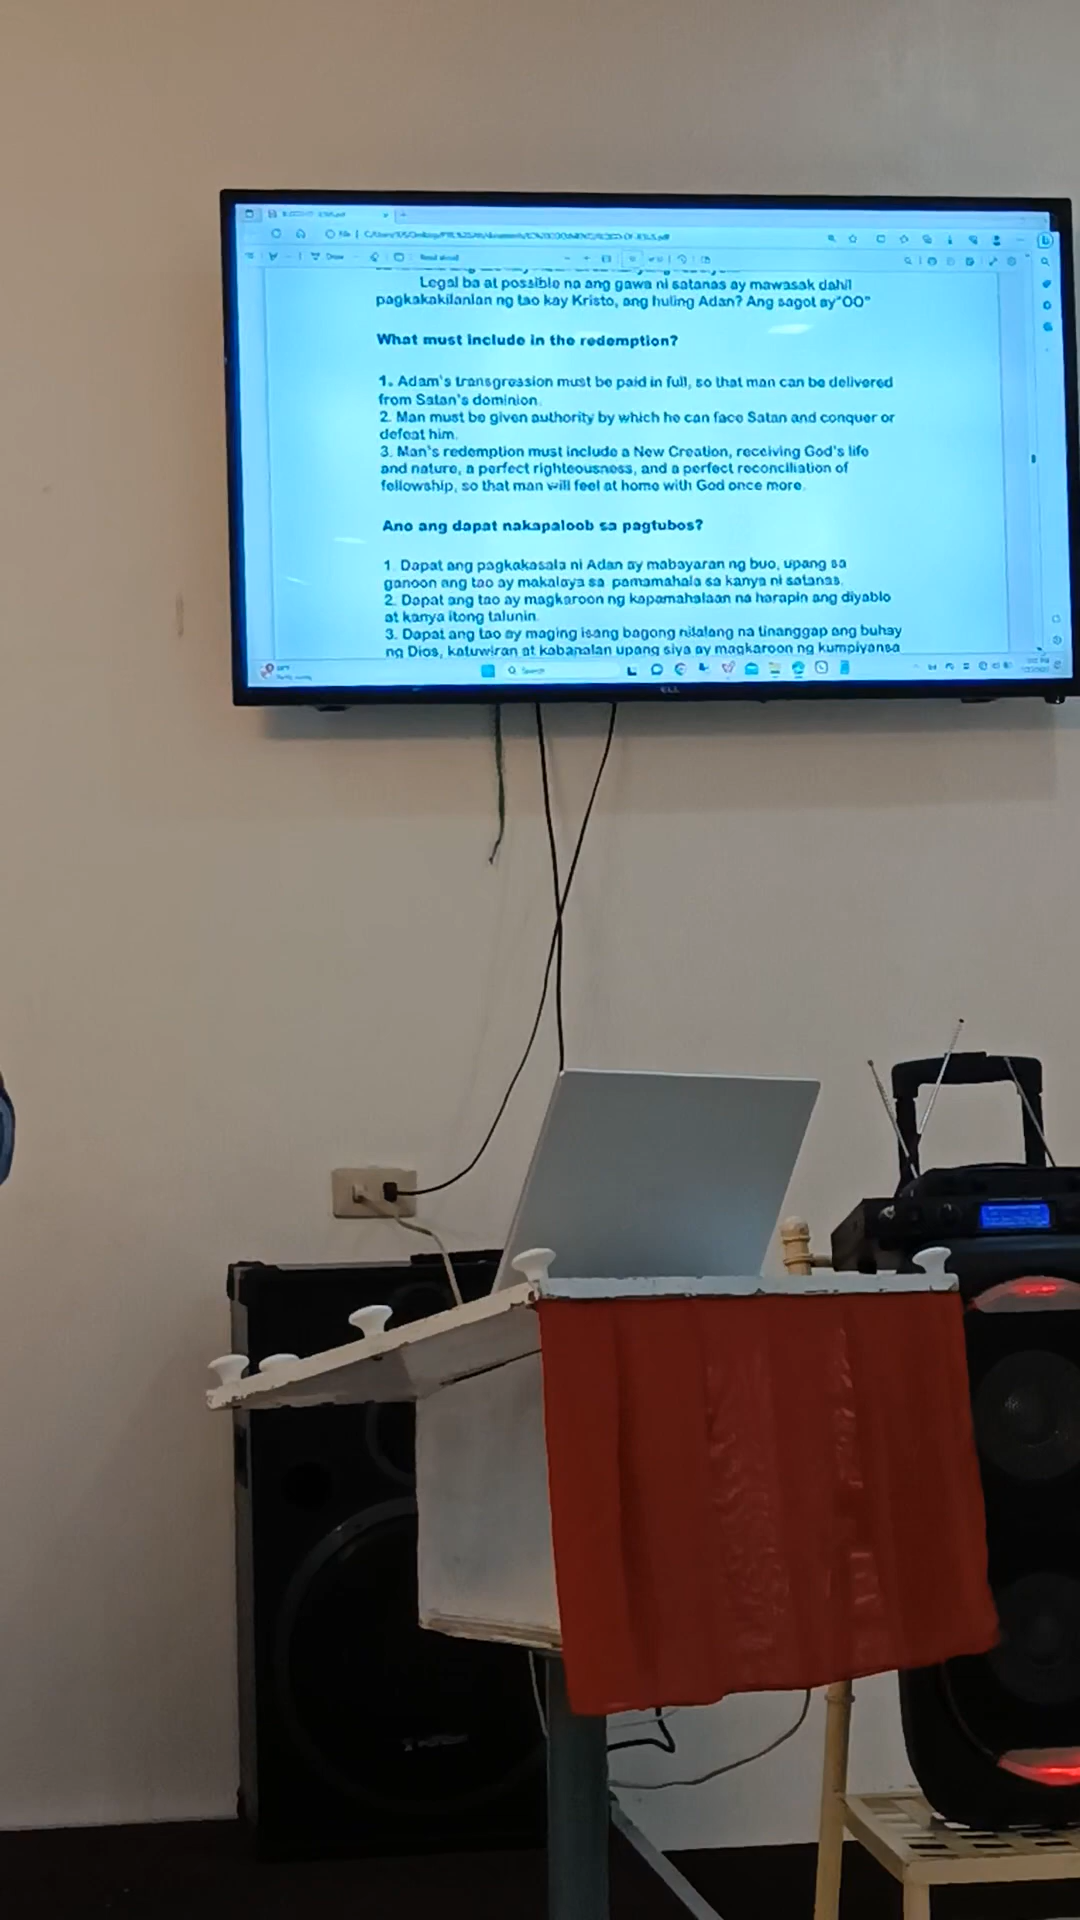 Read aloud
Legal ba at possible na ang gawa ni satanas ay mawasak dahil
pagkakakilanlan ng tao kay Kristo, ang huling Adan? Ang sagot ay"OO"
What must include in the redemption?
1. Adam's transgression must be paid in full, so that man can be delivered
from Satan's dominion.
2. Man must be given authority by which he can face Satan and conquer or
defeat him.
3. Man's redemption must include a New Creation, receiving God's life
and nature, a perfect righteousness, and a perfect reconciliation of
fellowship, so that man will feel at home with God once more.
Ano ang dapat nakapaloob sa pagtubos?
1. Dapat ang pagkakasala ni Adan ay mabayaran ng buo, upang sa
ganoon ang tao ay makalaya sa pamamahala sa kanya ni satanas.
2. Dapat ang tao ay magkaroon ng kapamahalaan na harapin ang diyablo
at kanya itong talunin.
3. Dapat ang tao ay maging isang bagong nilalang na tinanggap ang buhay
ng Dios, katuwiran at kabanalan upang siya ay magkaroon ng kumpiyansa
Search